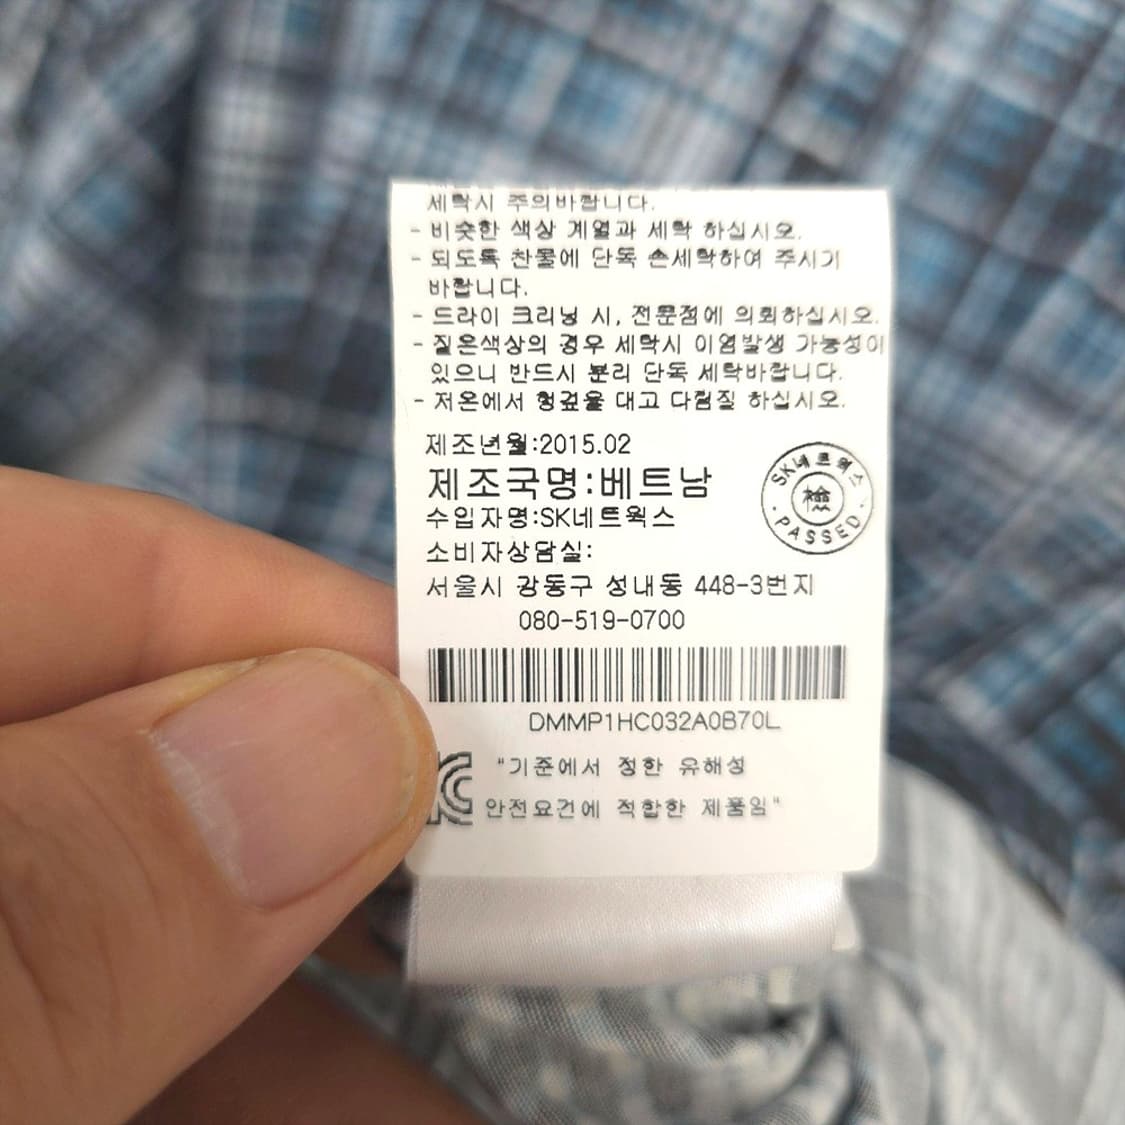 세탁시 주의바랍니다.
- 비슷한 색상 계열과 세탁 하십시오.
- 되도록 찬물에 단독 손세탁하여 주시기
바랍니다.
- 드라이 크리닝 시, 전문점에 의뢰하십시오.
- 짙은색상의 경우 세탁시 이염발생 가능성이
있으니 반드시 분리 단독 세탁바랍니다.
- 저온에서 헝겊을 대고 다림질 하십시오.
제조년월:2015.02
제조국명:베트남
수입자명:SK네트웍스
SK네트웍스
檢
PASSED
소비자상담실:
서울시 강동구 성내동 448-3번지
080-519-0700
DMMP1HC032A0B70L
KC
"기준에서 정한 유해성
안전요건에 적합한 제품임"